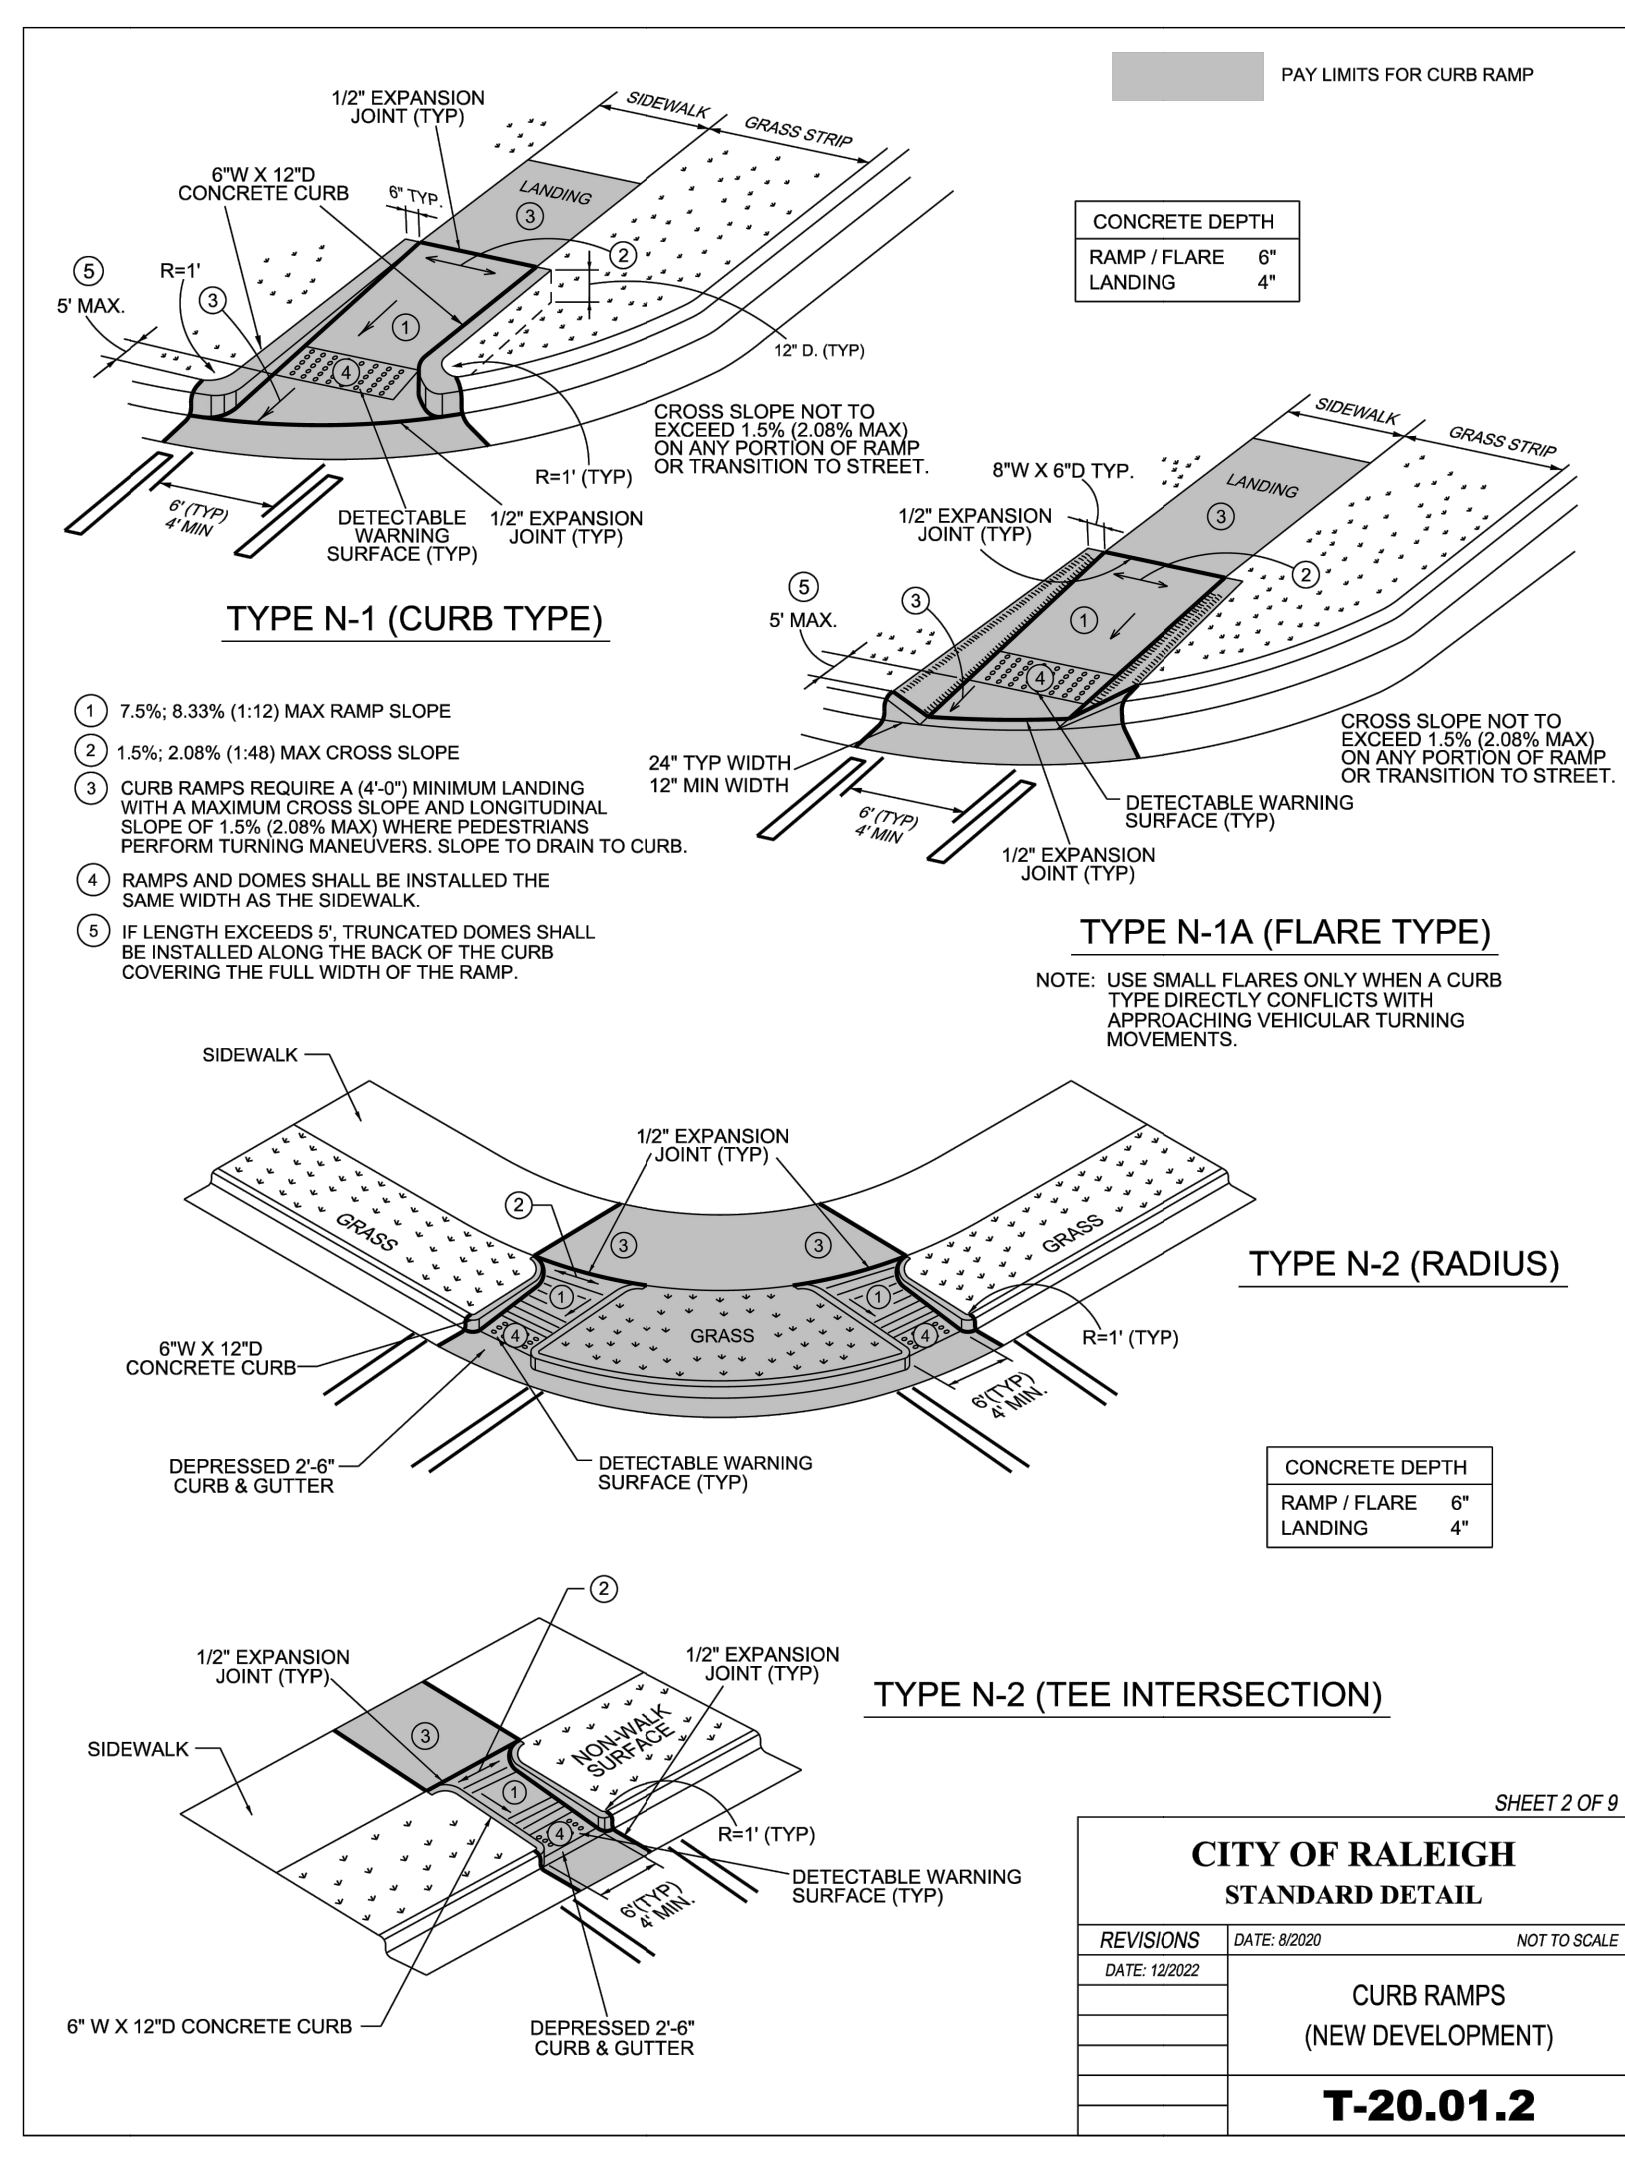 PAY LIMITS FOR CURB RAMP
1/2" EXPANSION
JOINT (TYP)
SIDEWALK
GRASS STRIP
6"W X 12"D
CONCRETE CURB
6" TYP.
LANDING
3
2
5
R=1'
3
5' MAX.
1
4
12" D. (TYP)
CONCRETE DEPTH
RAMP / FLARE 6"
LANDING 4"
CROSS SLOPE NOT TO
EXCEED 1.5% (2.08% MAX)
ON ANY PORTION OF RAMP
OR TRANSITION TO STREET.
R=1' (TYP)
6' (TYP)
4' MIN
DETECTABLE
WARNING
SURFACE (TYP)
1/2" EXPANSION
JOINT (TYP)
TYPE N-1 (CURB TYPE)
SIDEWALK
GRASS STRIP
8"W X 6"D TYP.
LANDING
3
1/2" EXPANSION
JOINT (TYP)
2
5
3
5' MAX.
1
4
24" TYP WIDTH
12" MIN WIDTH
6' (TYP)
4' MIN
CROSS SLOPE NOT TO
EXCEED 1.5% (2.08% MAX)
ON ANY PORTION OF RAMP
OR TRANSITION TO STREET.
DETECTABLE WARNING
SURFACE (TYP)
1/2" EXPANSION
JOINT (TYP)
TYPE N-1A (FLARE TYPE)
NOTE: USE SMALL FLARES ONLY WHEN A CURB
TYPE DIRECTLY CONFLICTS WITH
APPROACHING VEHICULAR TURNING
MOVEMENTS.
1 7.5%; 8.33% (1:12) MAX RAMP SLOPE
2 1.5%; 2.08% (1:48) MAX CROSS SLOPE
3 CURB RAMPS REQUIRE A (4'-0") MINIMUM LANDING
WITH A MAXIMUM CROSS SLOPE AND LONGITUDINAL
SLOPE OF 1.5% (2.08% MAX) WHERE PEDESTRIANS
PERFORM TURNING MANEUVERS. SLOPE TO DRAIN TO CURB.
4 RAMPS AND DOMES SHALL BE INSTALLED THE
SAME WIDTH AS THE SIDEWALK.
5 IF LENGTH EXCEEDS 5', TRUNCATED DOMES SHALL
BE INSTALLED ALONG THE BACK OF THE CURB
COVERING THE FULL WIDTH OF THE RAMP.
SIDEWALK
1/2" EXPANSION
JOINT (TYP)
2
GRASS
3
3
GRASS
TYPE N-2 (RADIUS)
1
1
4
GRASS
4
R=1' (TYP)
6"W X 12"D
CONCRETE CURB
6'(TYP)
4' MIN.
DEPRESSED 2'-6"
CURB & GUTTER
DETECTABLE WARNING
SURFACE (TYP)
CONCRETE DEPTH
RAMP / FLARE 6"
LANDING 4"
2
1/2" EXPANSION
JOINT (TYP)
1/2" EXPANSION
JOINT (TYP)
TYPE N-2 (TEE INTERSECTION)
3
NON-WALK
SURFACE
SIDEWALK
1
4
R=1' (TYP)
DETECTABLE WARNING
SURFACE (TYP)
6'(TYP)
4' MIN.
6" W X 12"D CONCRETE CURB
DEPRESSED 2'-6"
CURB & GUTTER
SHEET 2 OF 9
CITY OF RALEIGH
STANDARD DETAIL
REVISIONS
DATE: 8/2020
NOT TO SCALE
DATE: 12/2022
CURB RAMPS
(NEW DEVELOPMENT)
T-20.01.2